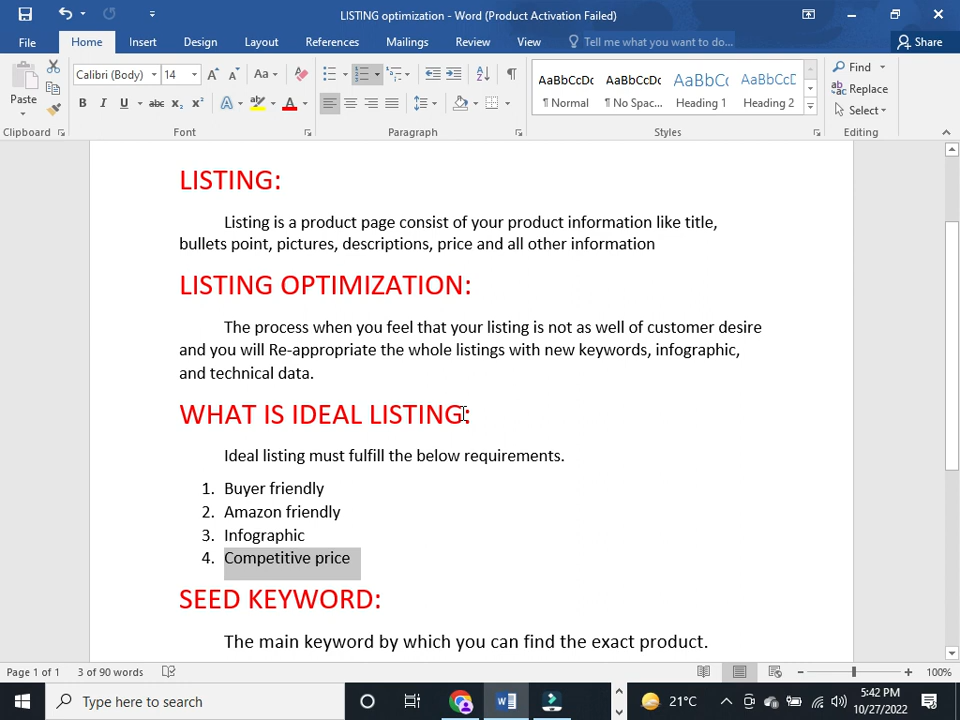 LISTING optimization - Word (Product Activation Failed)
File Home Insert Design Layout References Mailings Review View Tell me what you want to do... Share
Paste Calibri (Body) 14 Aa AaBbCcDc AaBbCcDc AaBbC AaBbCcD Find
B I U abc x₂ x² A A ¶ Normal ¶ No Spac... Heading 1 Heading 2 Replace
Select
Clipboard Font Paragraph Styles Editing
LISTING:
Listing is a product page consist of your product information like title,
bullets point, pictures, descriptions, price and all other information
LISTING OPTIMIZATION:
The process when you feel that your listing is not as well of customer desire
and you will Re-appropriate the whole listings with new keywords, infographic,
and technical data.
WHAT IS IDEAL LISTING:
Ideal listing must fulfill the below requirements.
1. Buyer friendly
2. Amazon friendly
3. Infographic
4. Competitive price
SEED KEYWORD:
The main keyword by which you can find the exact product.
Page 1 of 1 3 of 90 words 100%
Type here to search 21°C 5:42 PM
10/27/2022